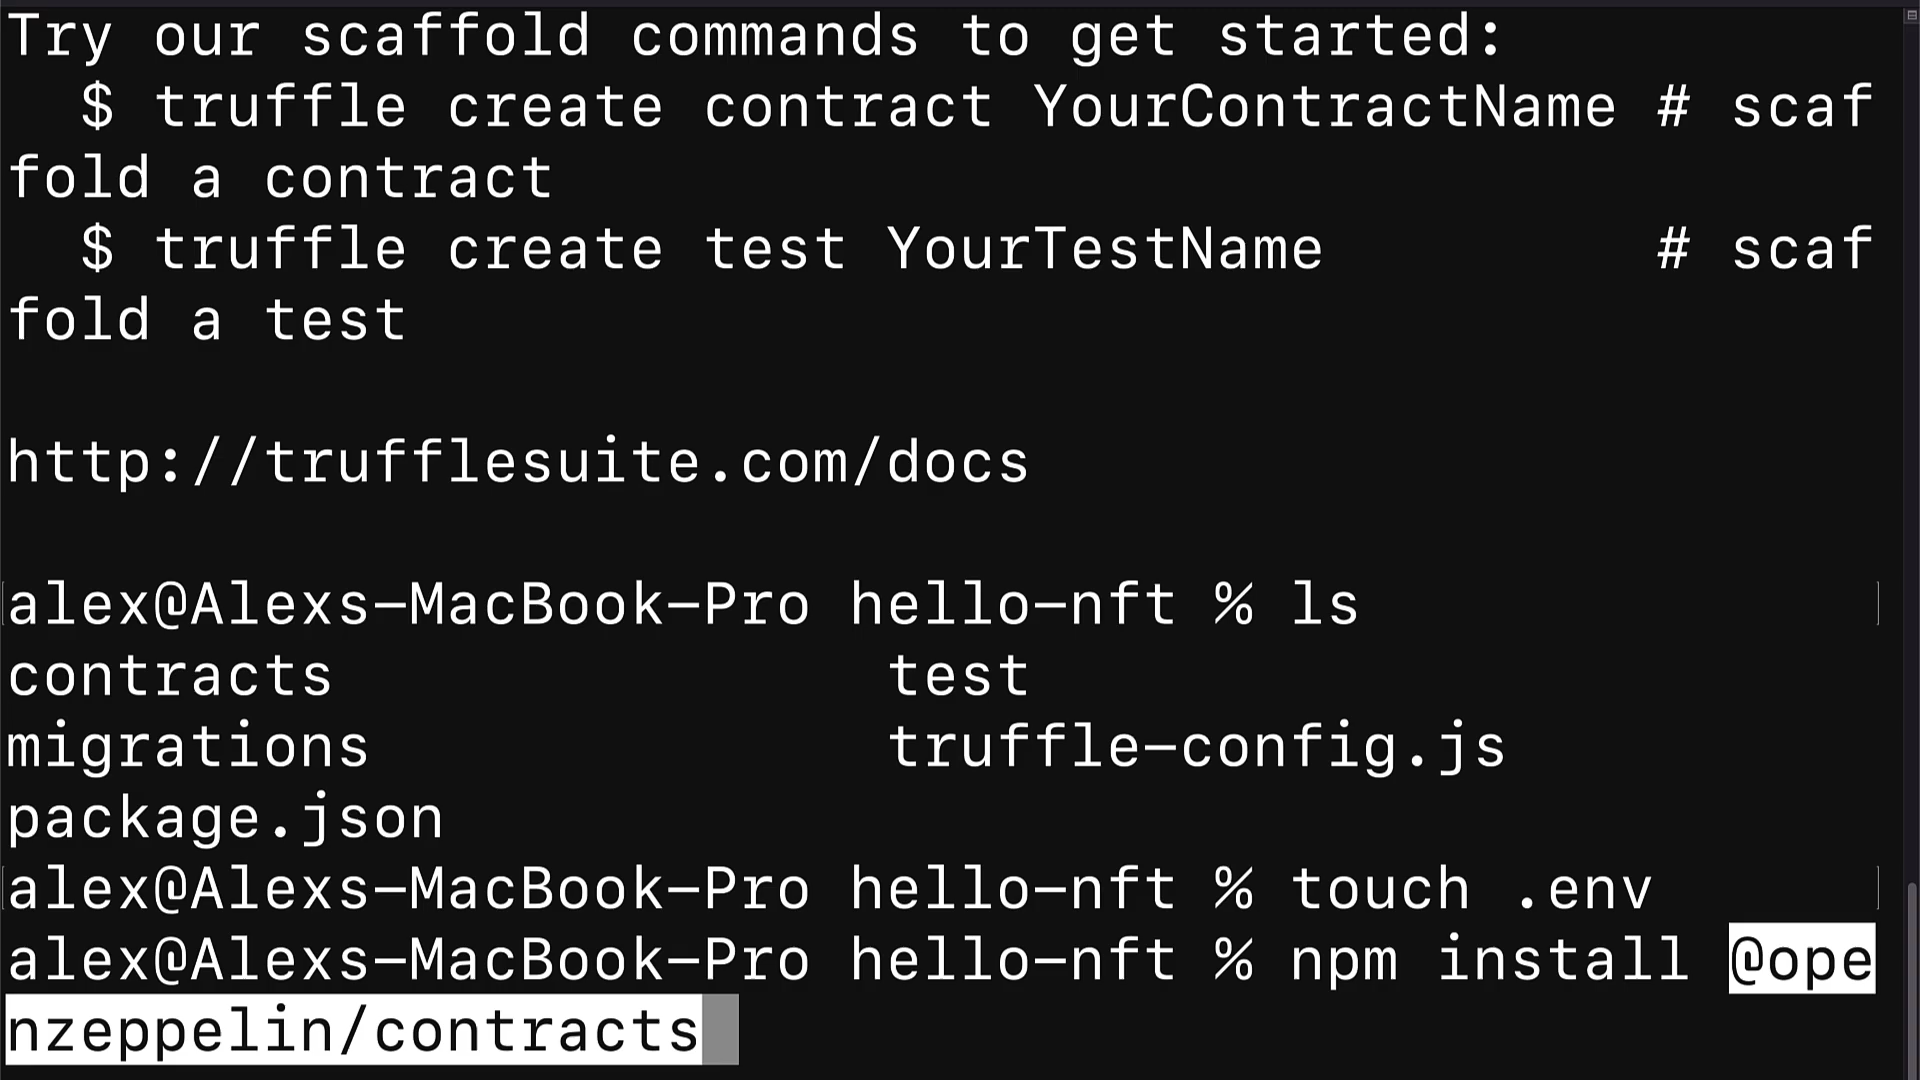 Try our scaffold commands to get started:
$ truffle create contract YourContractName # scaf
fold a contract
$ truffle create test YourTestName # scaf
fold a test
http://trufflesuite.com/docs
alex@Alexs-MacBook-Pro hello-nft % ls
contracts test
migrations truffle-config.js
package.json
alex@Alexs-MacBook-Pro hello-nft % touch .env
alex@Alexs-MacBook-Pro hello-nft % npm install @ope
nzeppelin/contracts